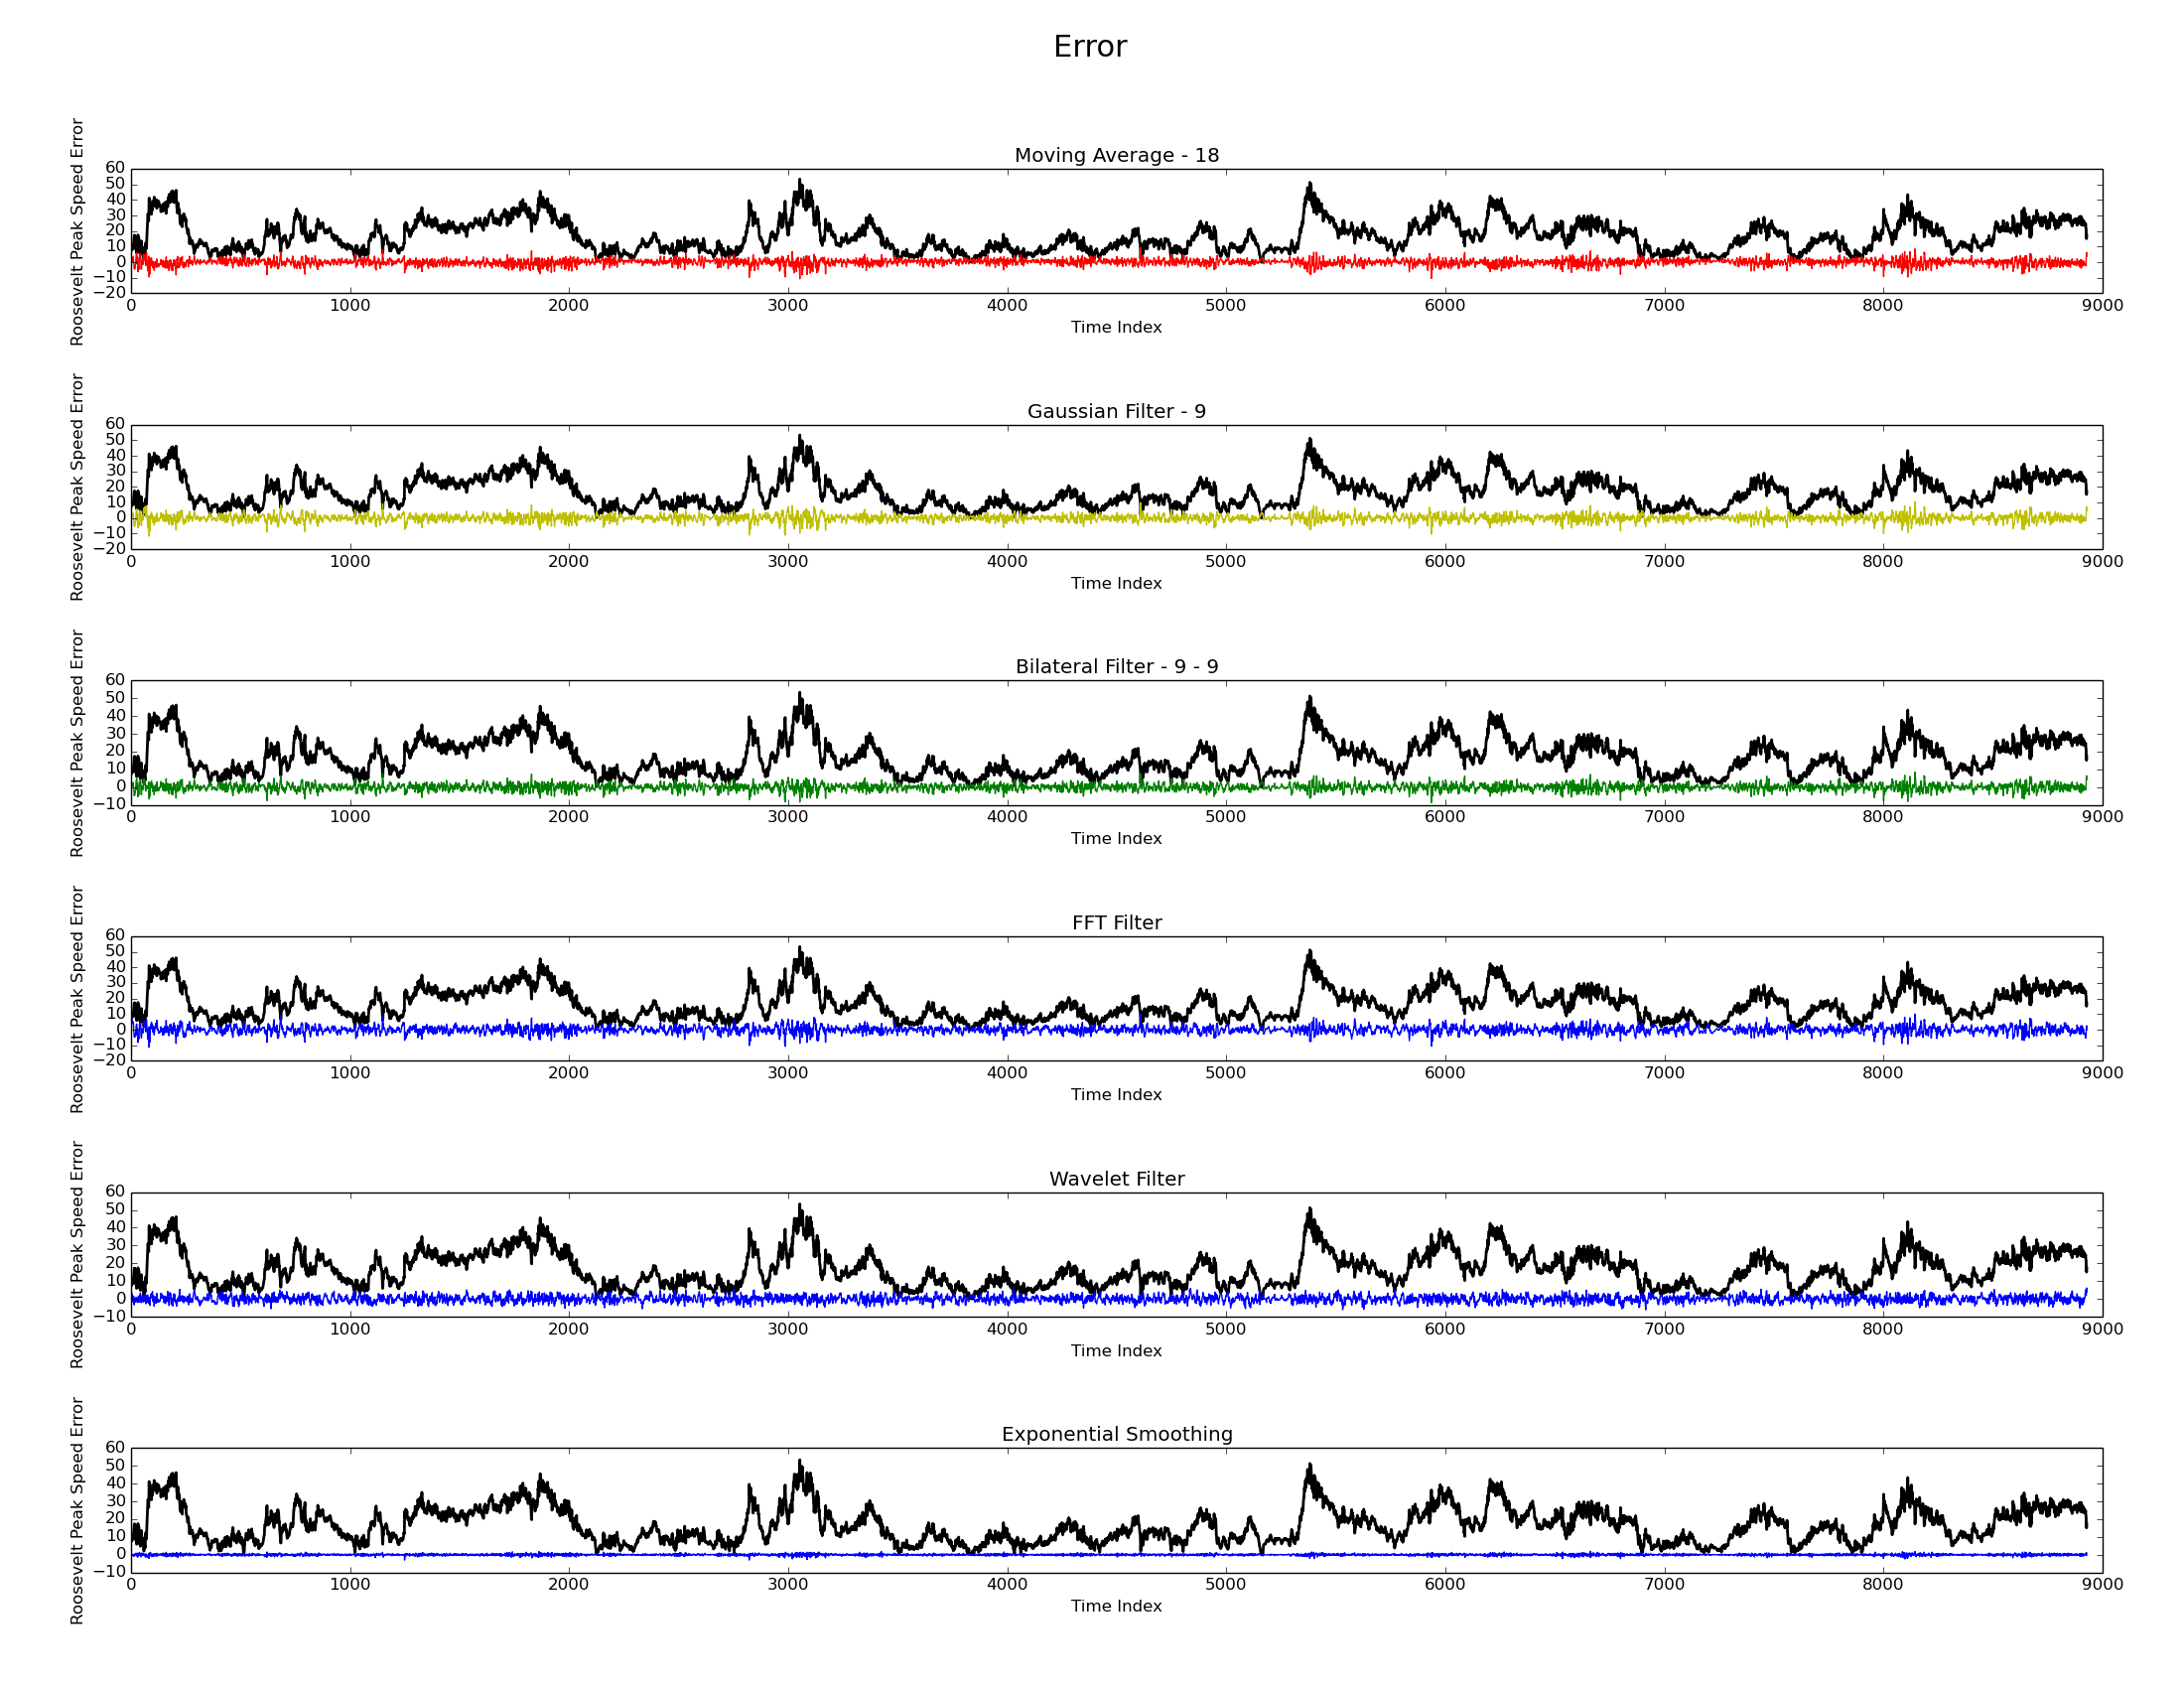 Error
Moving Average - 18
Roosevelt Peak Speed Error
60
50
40
30
20
10
0
−10
−20
0 1000 2000 3000 4000 5000 6000 7000 8000 9000
Time Index
Gaussian Filter - 9
Roosevelt Peak Speed Error
60
50
40
30
20
10
0
−10
−20
0 1000 2000 3000 4000 5000 6000 7000 8000 9000
Time Index
Bilateral Filter - 9 - 9
Roosevelt Peak Speed Error
60
50
40
30
20
10
0
−10
0 1000 2000 3000 4000 5000 6000 7000 8000 9000
Time Index
FFT Filter
Roosevelt Peak Speed Error
60
50
40
30
20
10
0
−10
−20
0 1000 2000 3000 4000 5000 6000 7000 8000 9000
Time Index
Wavelet Filter
Roosevelt Peak Speed Error
60
50
40
30
20
10
0
−10
0 1000 2000 3000 4000 5000 6000 7000 8000 9000
Time Index
Exponential Smoothing
Roosevelt Peak Speed Error
60
50
40
30
20
10
0
−10
0 1000 2000 3000 4000 5000 6000 7000 8000 9000
Time Index